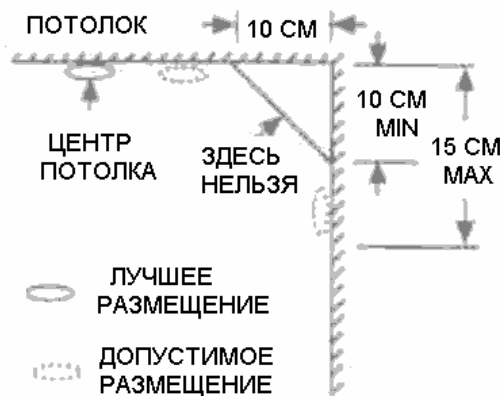 ПОТОЛОК
10 СМ
10 СМ
MIN
15 СМ
MAX
ЦЕНТР
ПОТОЛКА
ЗДЕСЬ
НЕЛЬЗЯ
ЛУЧШЕЕ
РАЗМЕЩЕНИЕ
ДОПУСТИМОЕ
РАЗМЕЩЕНИЕ